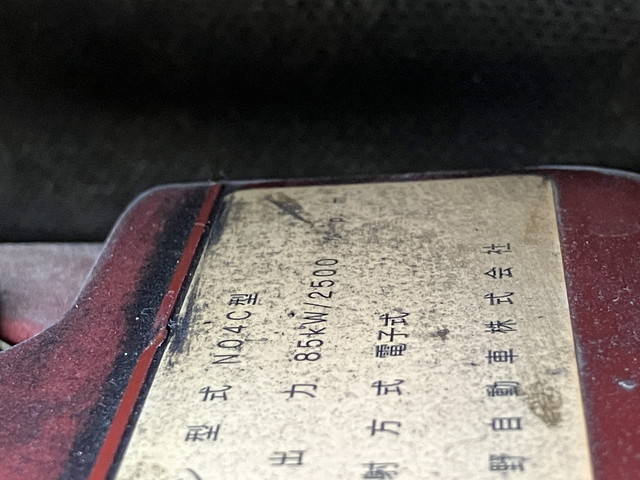 型式 N04C型
出力 85kW/2500
射方式 電子式
野自動車株式会社